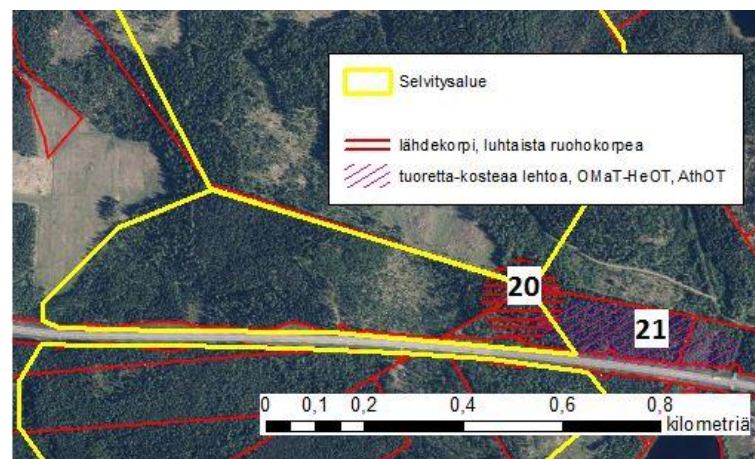 Selvitysalue
lähdekorpi, luhtaista ruohokorpea
tuoretta-kosteaa lehtoa, OMaT-HeOT, AthOT
20
21
0 0,1 0,2 0,4 0,6 0,8
kilometriä